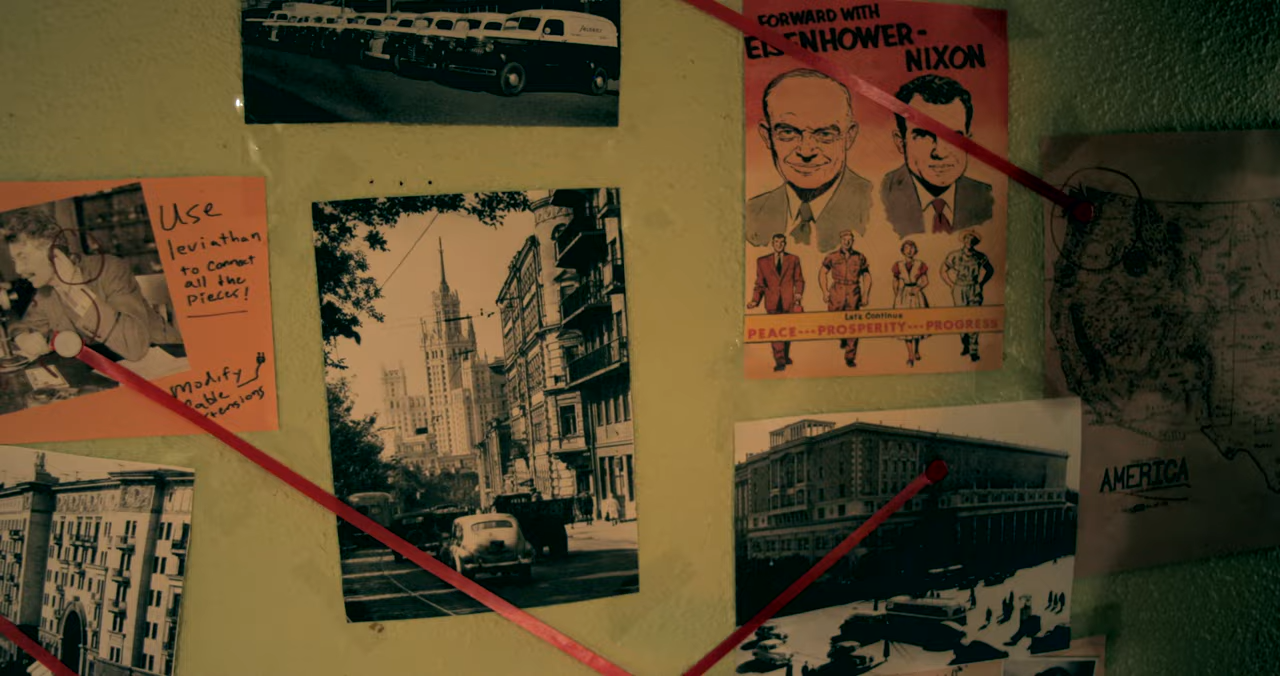 FORWARD WITH
EISENHOWER-
NIXON
Let's Continue
PEACE---PROSPERITY---PROGRESS
Use
leviathan
to connect
all the
pieces!
modify
AMERICA